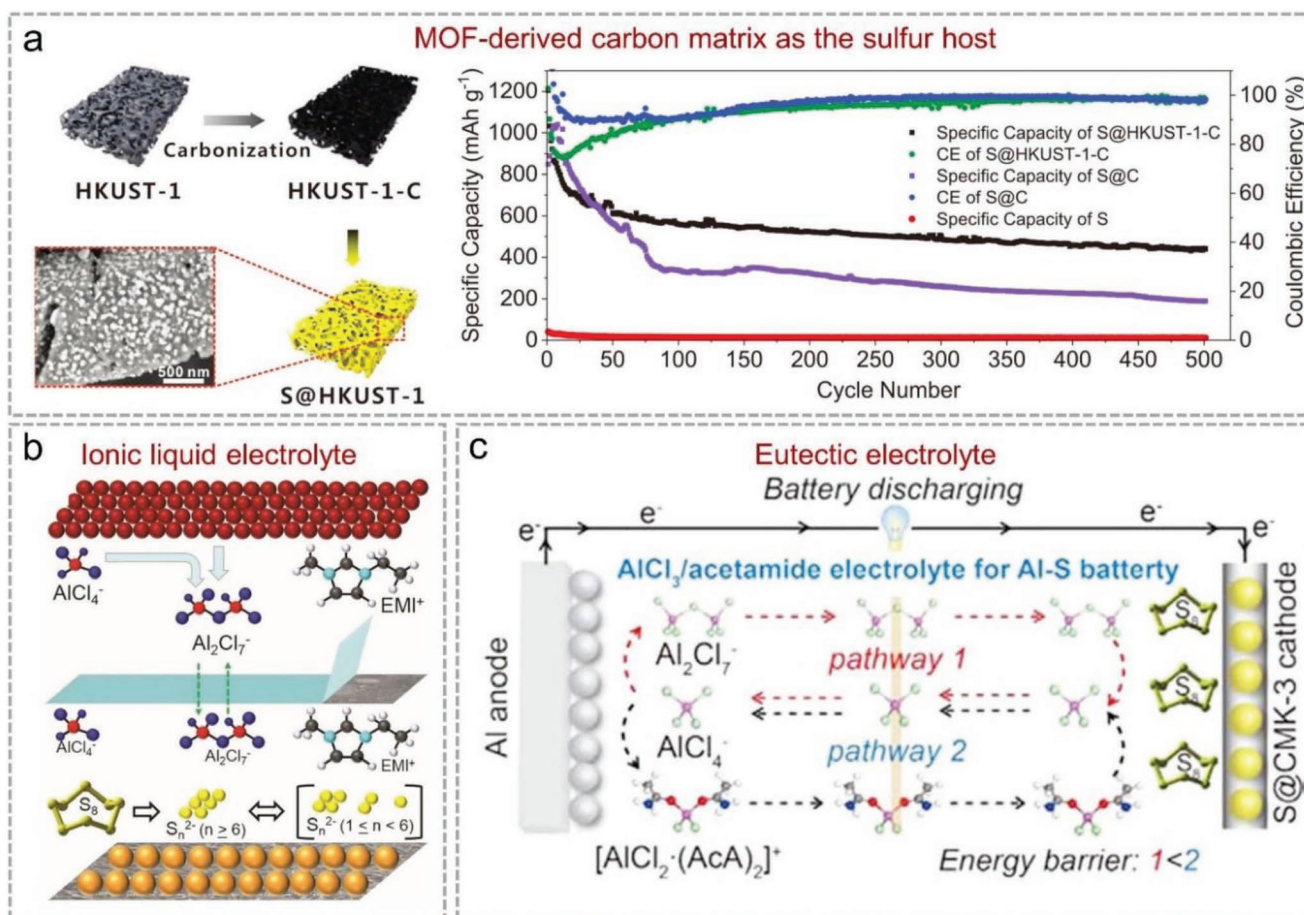 a
MOF-derived carbon matrix as the sulfur host
HKUST-1
Carbonization
HKUST-1-C
500 nm
S@HKUST-1
Specific Capacity (mAh g⁻¹)
1200
1000
800
600
400
200
0
Specific Capacity of S@HKUST-1-C
CE of S@HKUST-1-C
Specific Capacity of S@C
CE of S@C
Specific Capacity of S
100
80
60
40
20
0
Coulombic Efficiency (%)
0 50 100 150 200 250 300 350 400 450 500
Cycle Number
b
Ionic liquid electrolyte
AlCl₄⁻
EMI⁺
Al₂Cl₇⁻
AlCl₄⁻
Al₂Cl₇⁻
EMI⁺
S₈
Sₙ²⁻ (n ≥ 6)
Sₙ²⁻ (1 ≤ n < 6)
c
Eutectic electrolyte
Battery discharging
e⁻
e⁻
e⁻
e⁻
AlCl₃/acetamide electrolyte for Al-S batterty
Al anode
Al₂Cl₇⁻
pathway 1
AlCl₄⁻
pathway 2
[AlCl₂·(AcA)₂]⁺
Energy barrier: 1<2
S₈
S₈
S₈
S@CMK-3 cathode